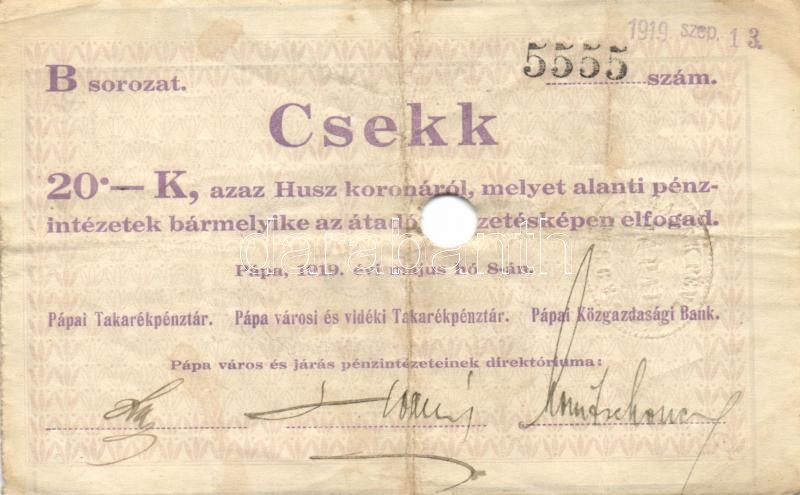 1919 szep. 13.
B sorozat. 5555 szám.
Csekk
20·— K, azaz Husz koronáról, melyet alanti pénz-
intézetek bármelyike az átadó zetésképen elfogad.
Pápa, 1919. évi május hó 8-án.
Pápai Takarékpénztár. Pápa városi és vidéki Takarékpénztár. Pápai Közgazdasági Bank.
Pápa város és járás pénzintézeteinek direktóriuma: